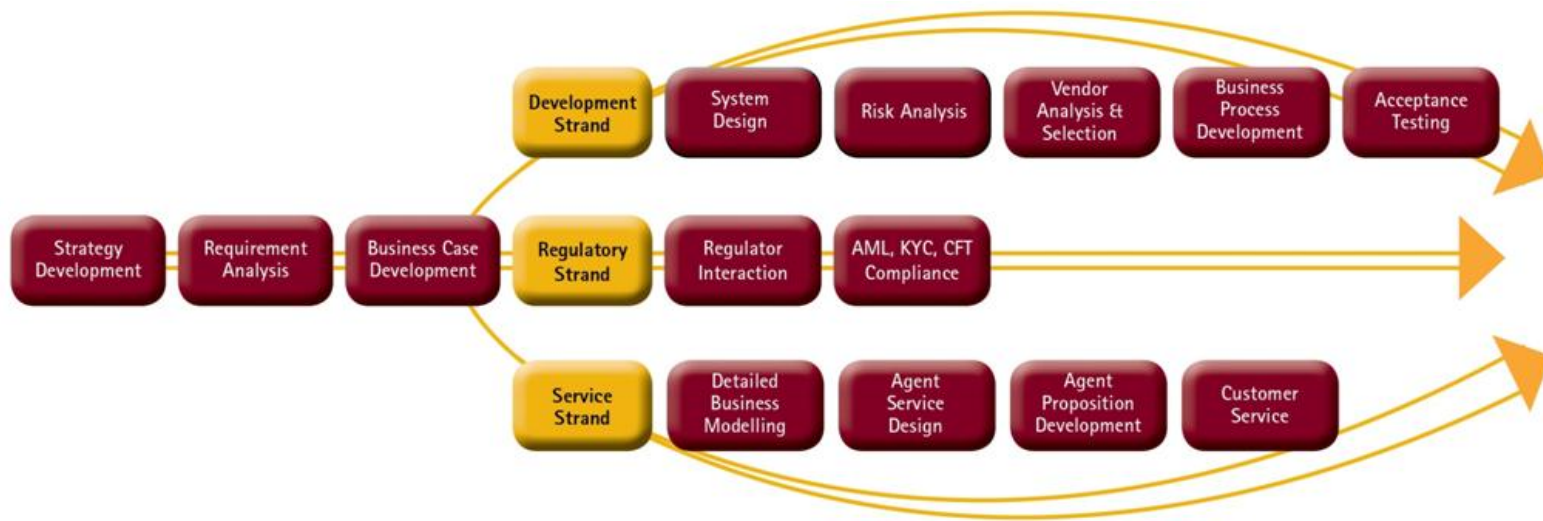 Development
Strand
System
Design
Risk Analysis
Vendor
Analysis &
Selection
Business
Process
Development
Acceptance
Testing
Strategy
Development
Requirement
Analysis
Business Case
Development
Regulatory
Strand
Regulator
Interaction
AML, KYC, CFT
Compliance
Service
Strand
Detailed
Business
Modelling
Agent
Service
Design
Agent
Proposition
Development
Customer
Service